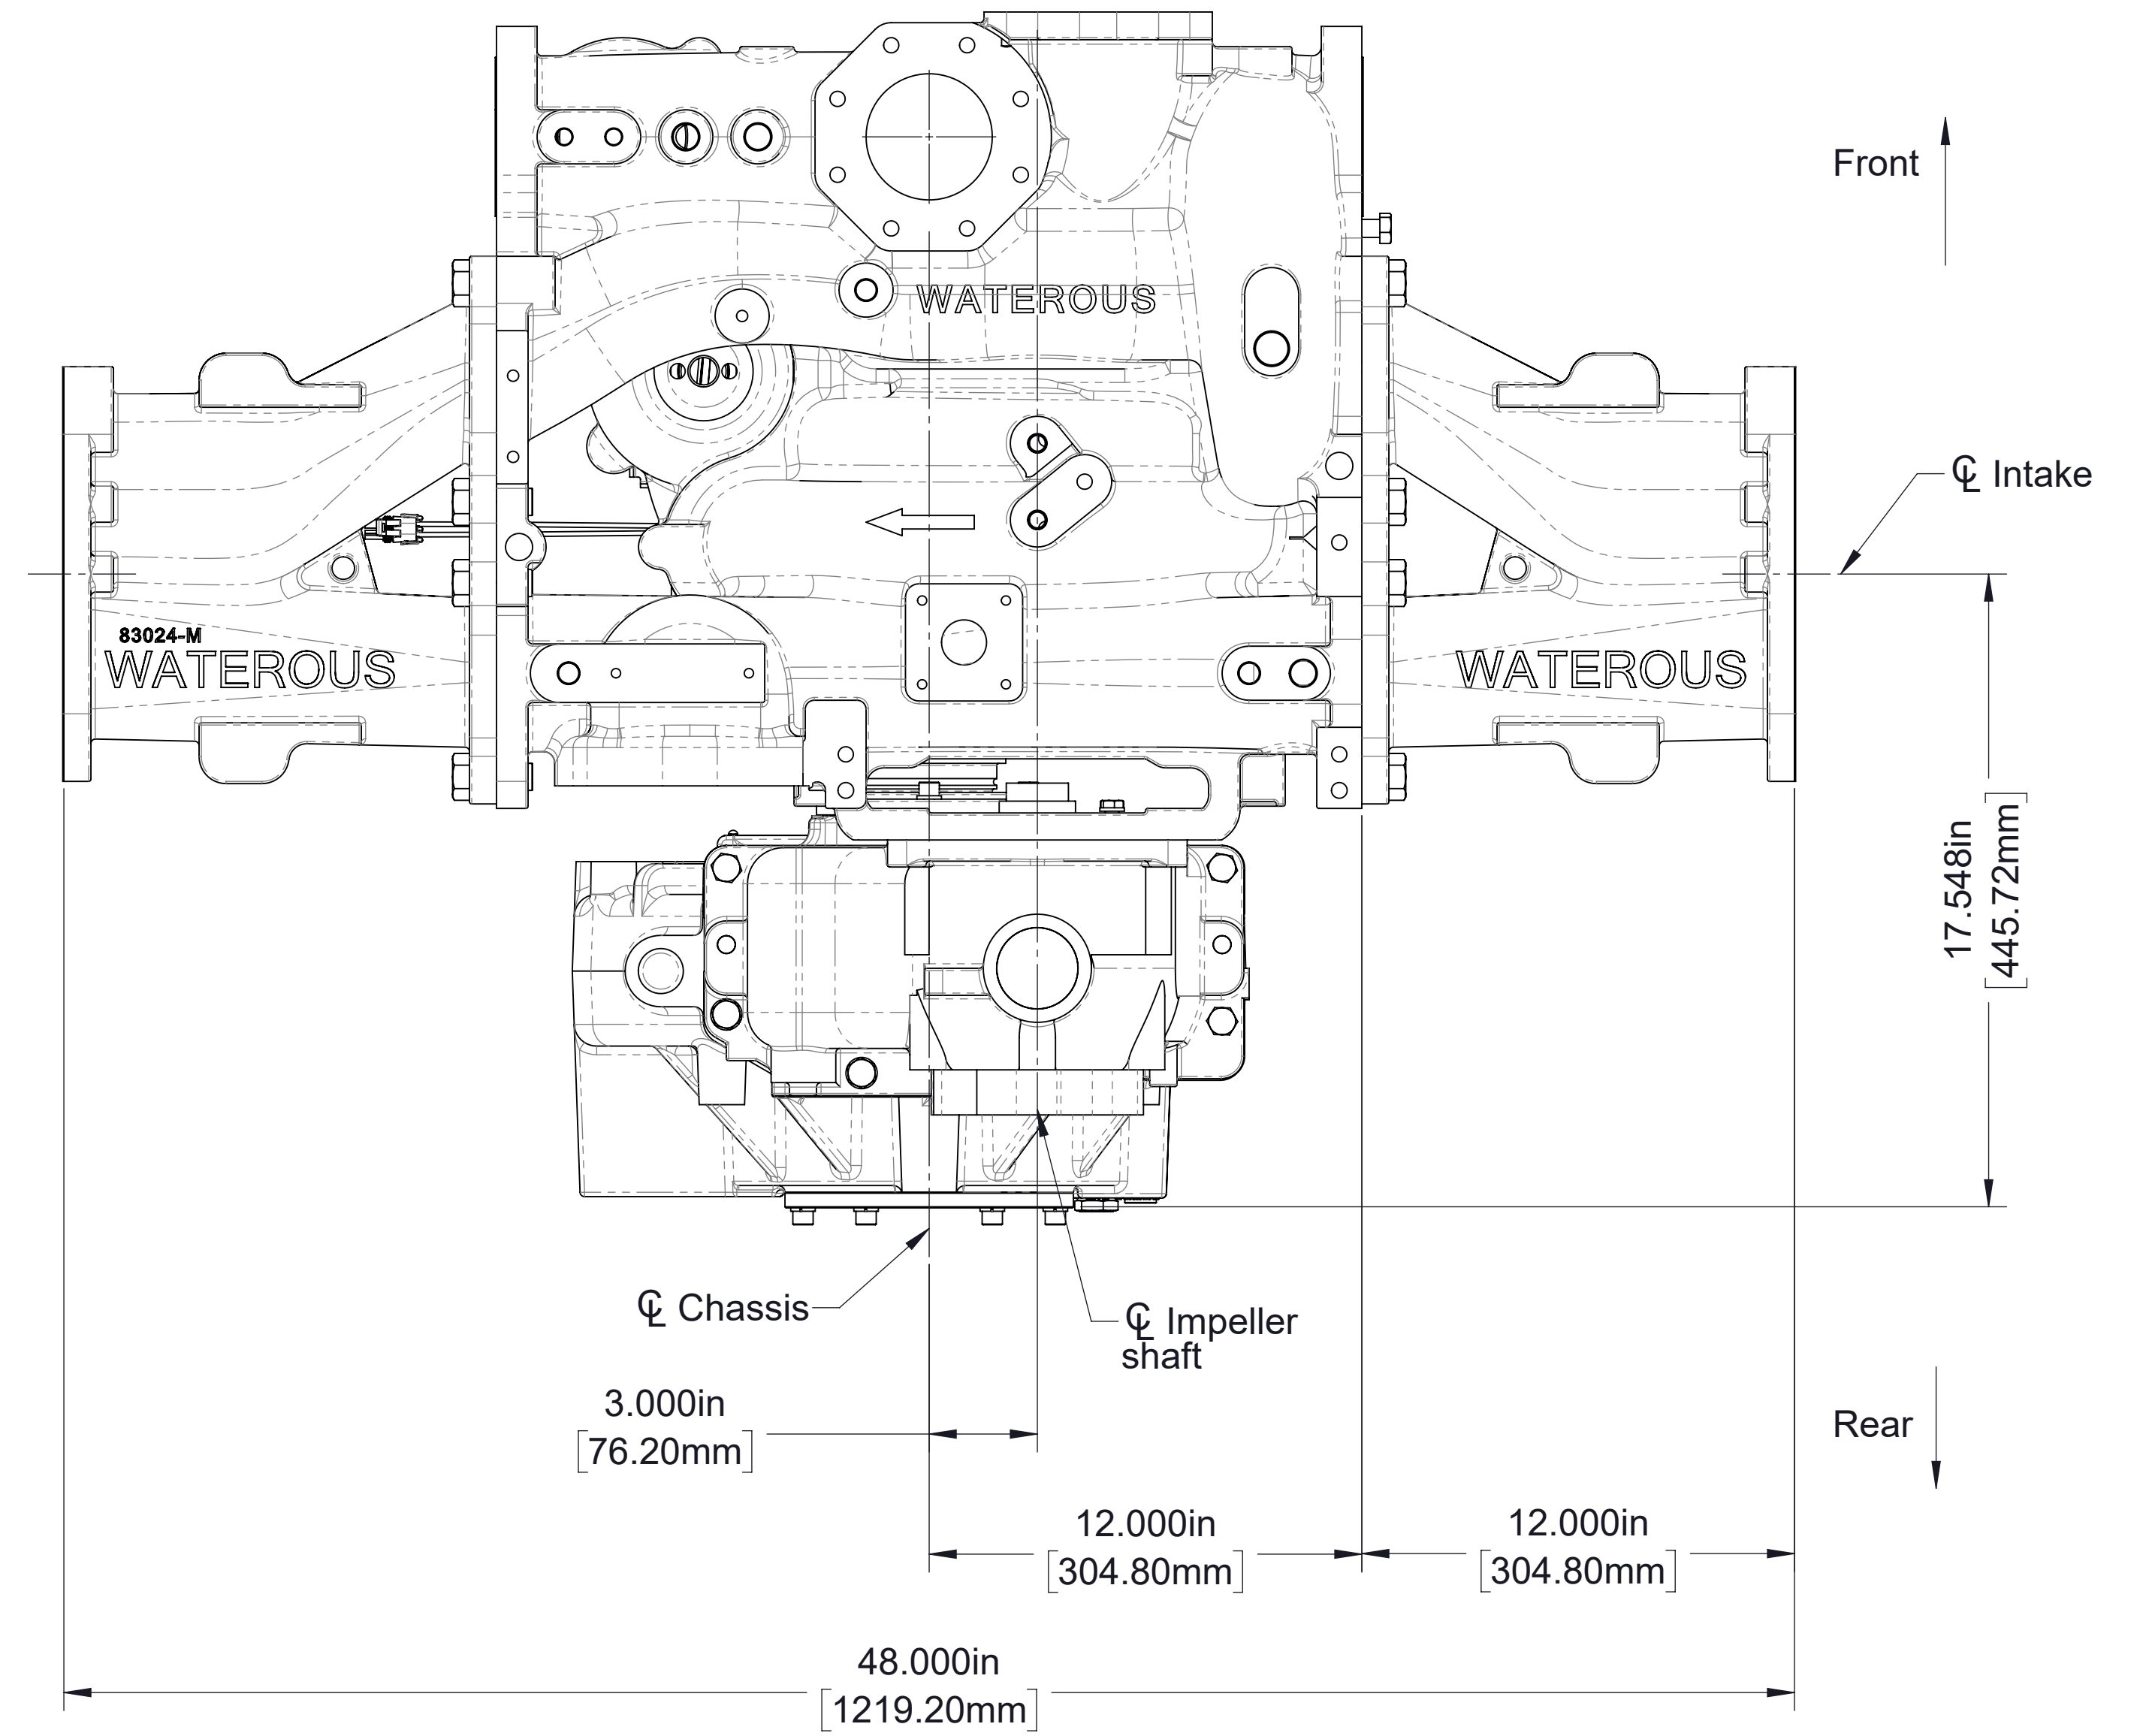 Front
WATEROUS
℄ Intake
83024-M
WATEROUS
WATEROUS
17.548in
[445.72mm]
℄ Chassis
℄ Impeller
shaft
3.000in
[76.20mm]
Rear
12.000in
[304.80mm]
12.000in
[304.80mm]
48.000in
[1219.20mm]